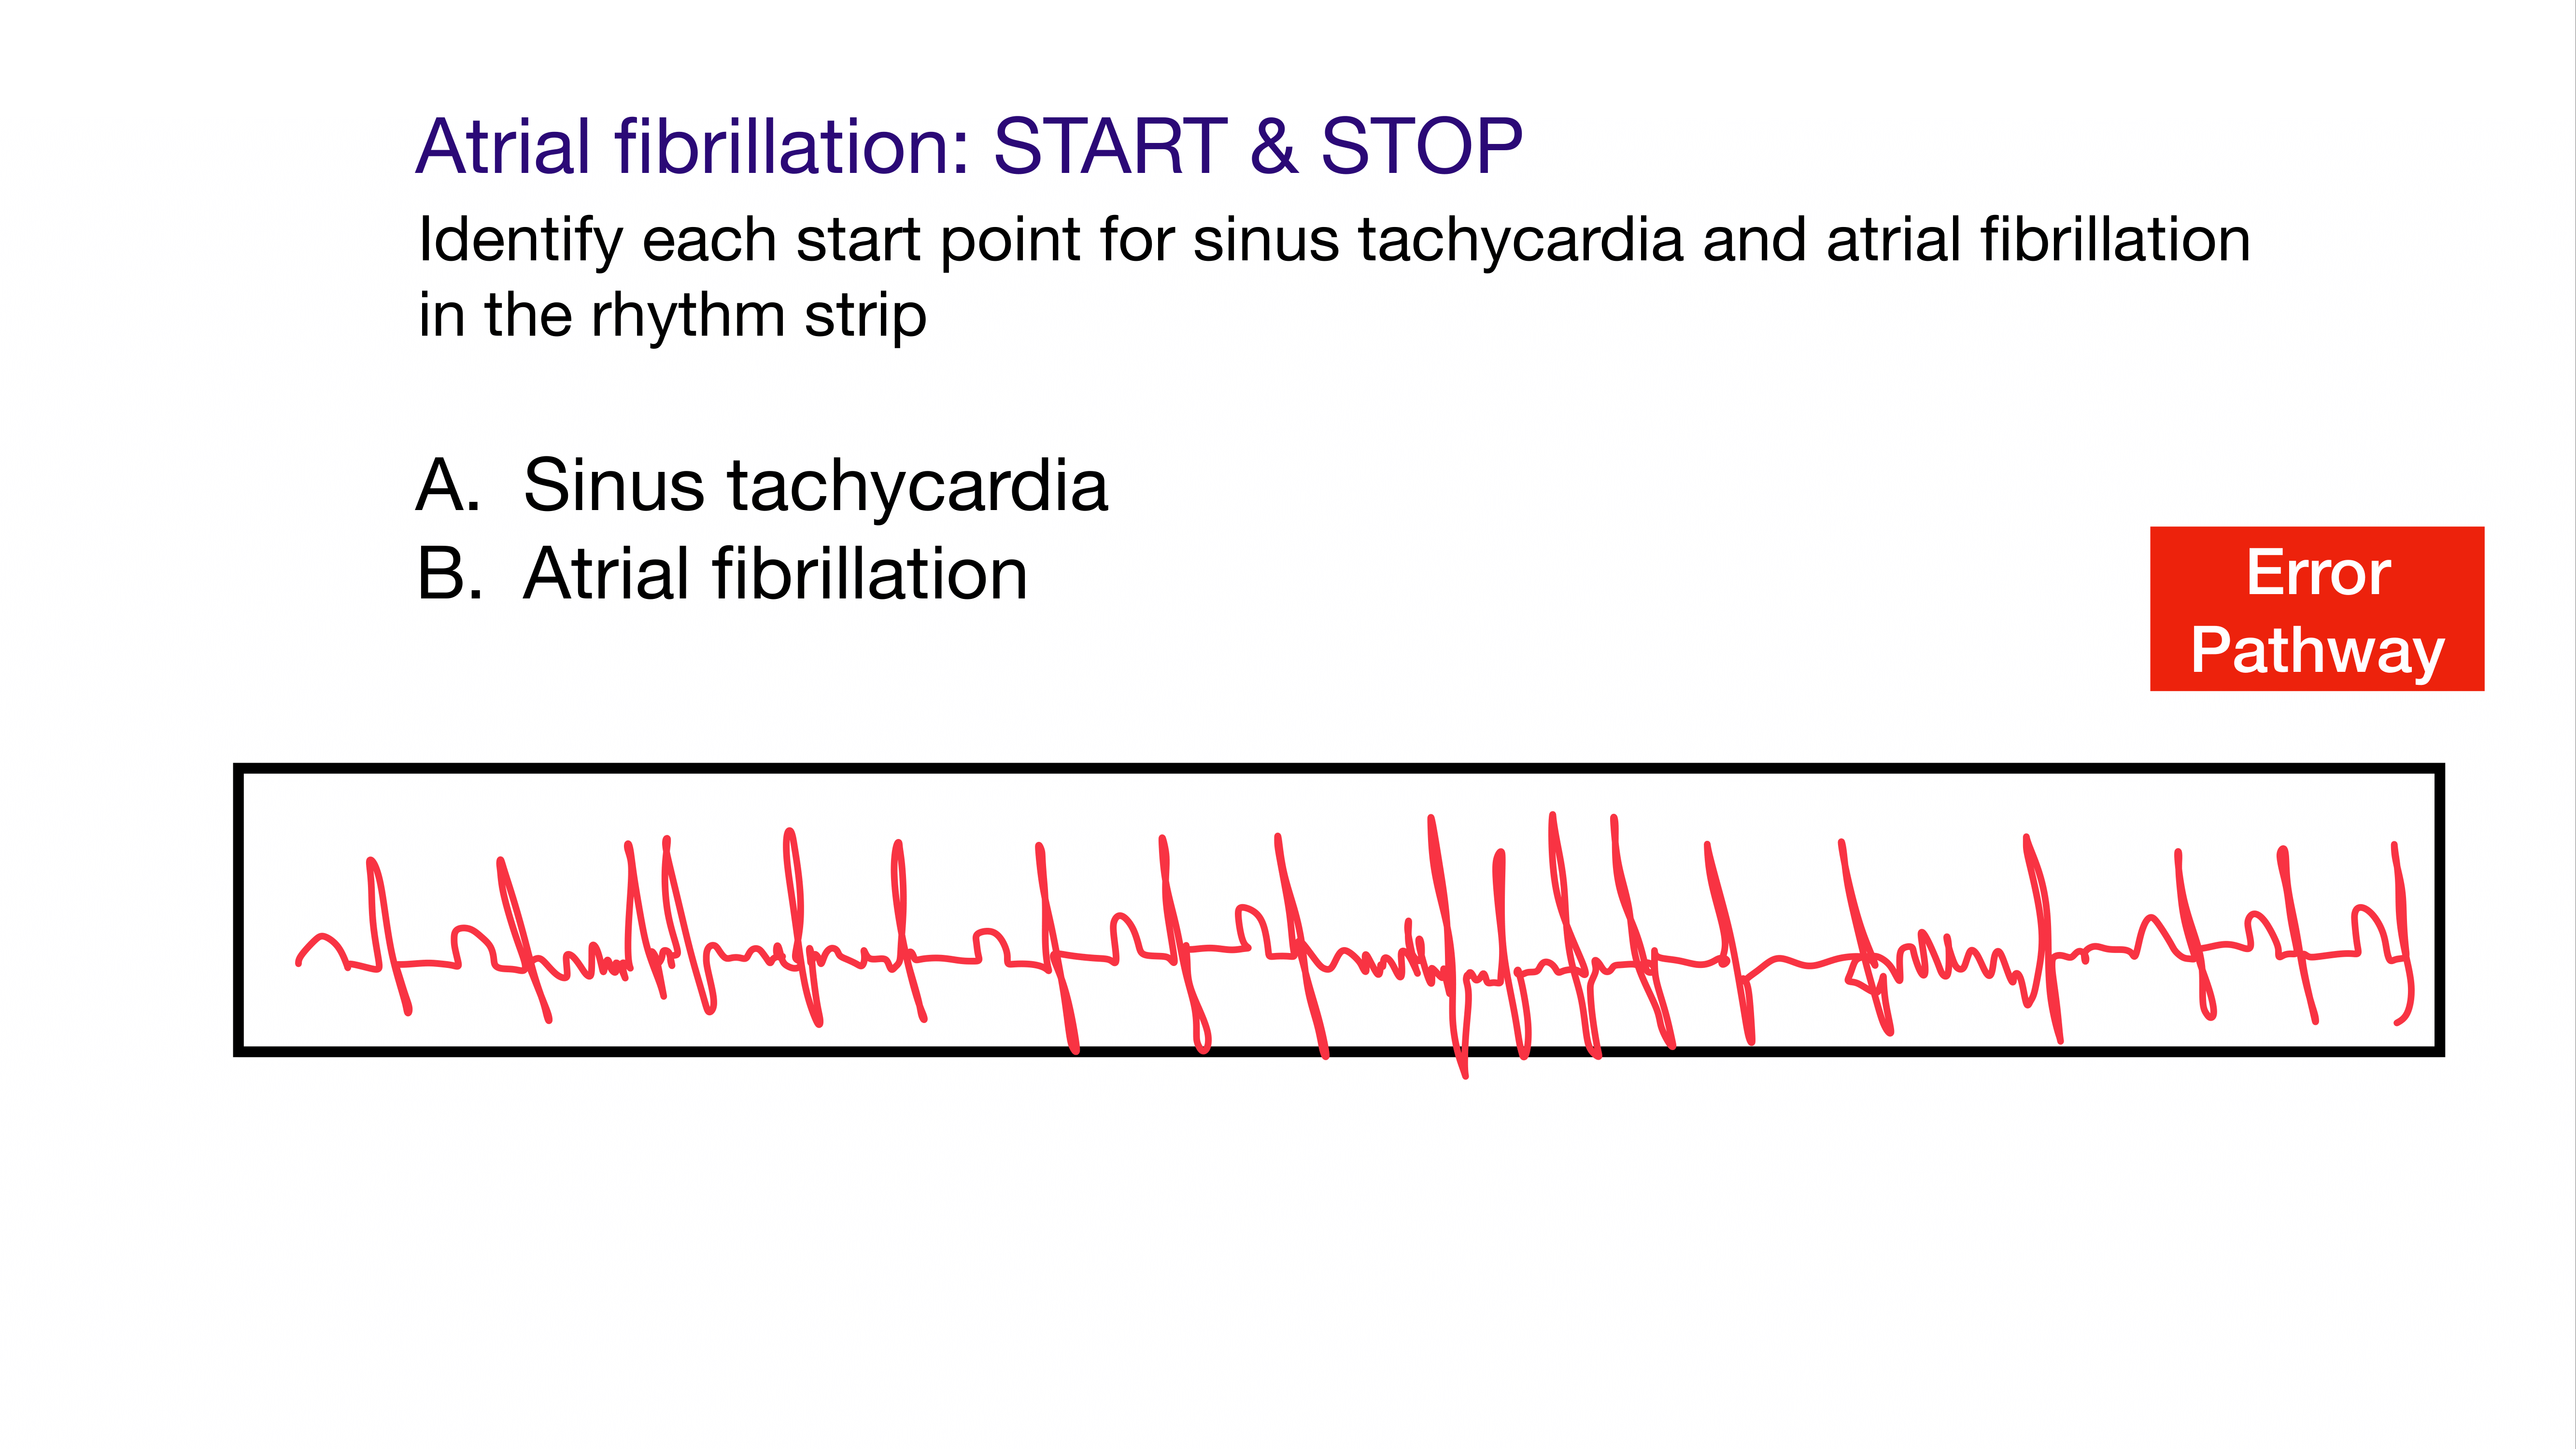 Atrial fibrillation: START & STOP
Identify each start point for sinus tachycardia and atrial fibrillation
in the rhythm strip
A. Sinus tachycardia
B. Atrial fibrillation
Error
Pathway